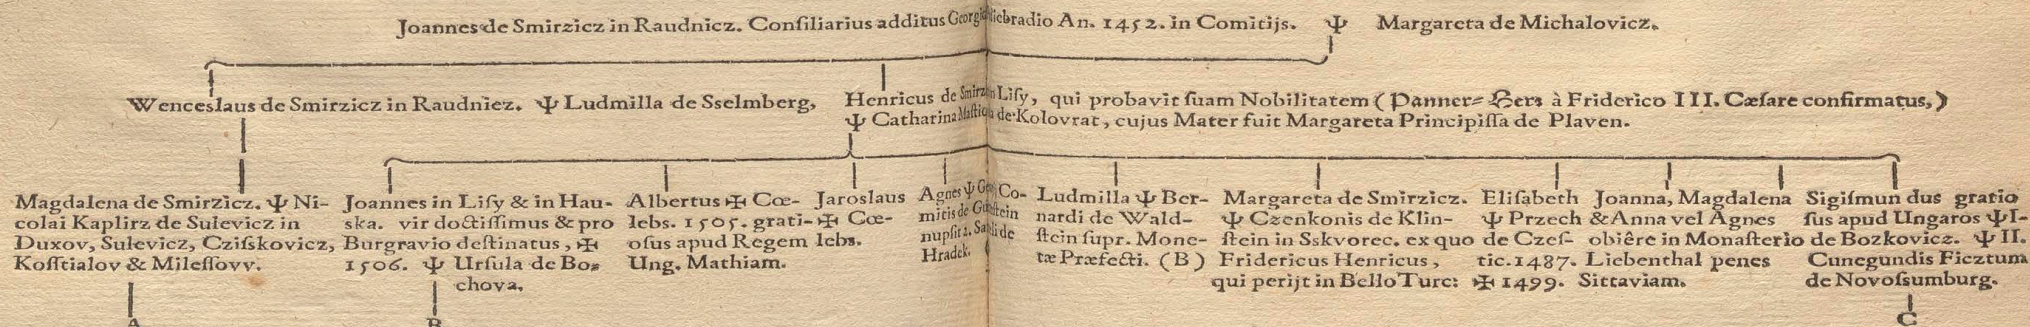 Joannes de Smirzicz in Raudnicz. Conſiliarius additus Georgio Podiebradio An. 1452. in Comitijs. Ψ Margareta de Michalovicz.
Wenceslaus de Smirzicz in Raudniez. Ψ Ludmilla de Sselmberg,
Henricus de Smirzicz in Liſy, qui probavit ſuam Nobilitatem (Panner-Hers à Friderico III. Cæſare confirmatus,)
Ψ Catharina de Kolovrat, cujus Mater fuit Margareta Principiſſa de Plaven.
Magdalena de Smirzicz. Ψ Ni-
colai Kaplirz de Sulevicz in
Duxov, Sulevicz, Cziſskovicz,
Koſſtialov & Mileſſovv.
A
Joannes in Liſy & in Hau-
ska. vir doctiſſimus & pro
Burgravio deſtinatus, ✠
1506. Ψ Urſula de Bo-
chova.
B
Albertus ✠ Cœ-
lebs. 1505. grati-
oſus apud Regem
Ung. Mathiam.
Jaroslaus
✠ Cœ-
lebs.
Agnes Ψ Co-
mitis de Gutſtein
nupſit 2. de
Hradek.
Ludmilla Ψ Ber-
nardi de Wald-
ſtein ſupr. Mone-
tæ Præfecti. (B)
Margareta de Smirzicz.
Ψ Czenkonis de Klin-
ſtein in Sskvorec. ex quo
Fridericus Henricus,
qui perijt in Bello Turc:
Eliſabeth
Ψ Przech
de Czeſ-
tic. 1487.
✠ 1499.
Joanna, Magdalena
& Anna vel Agnes
obiêre in Monaſterio
Liebenthal penes
Sittaviam.
Sigiſmun dus gratio
ſus apud Ungaros Ψ I-
de Bozkovicz. Ψ II.
Cunegundis Ficztum
de Novoſsumburg.
C